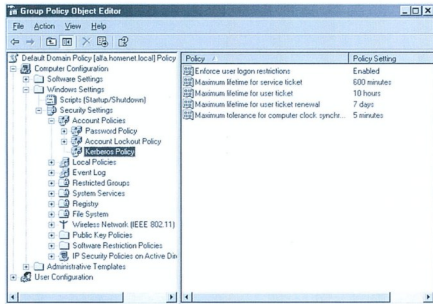 Group Policy Object Editor
File Action View Help
Default Domain Policy [alla.homenet.local] Policy
Computer Configuration
Software Settings
Windows Settings
Scripts (Startup/Shutdown)
Security Settings
Account Policies
Password Policy
Account Lockout Policy
Kerberos Policy
Local Policies
Event Log
Restricted Groups
System Services
Registry
File System
Wireless Network (IEEE 802.11)
Public Key Policies
Software Restriction Policies
IP Security Policies on Active Dir
Administrative Templates
User Configuration
Policy Policy Setting
Enforce user logon restrictions Enabled
Maximum lifetime for service ticket 600 minutes
Maximum lifetime for user ticket 10 hours
Maximum lifetime for user ticket renewal 7 days
Maximum tolerance for computer clock synchr... 5 minutes